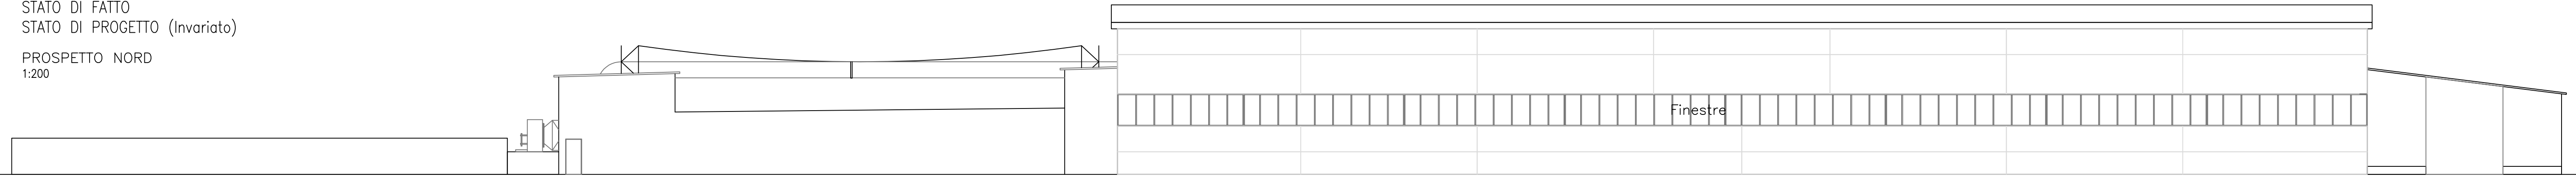 STATO DI FATTO
STATO DI PROGETTO (Invariato)
PROSPETTO NORD
1:200
Finestre